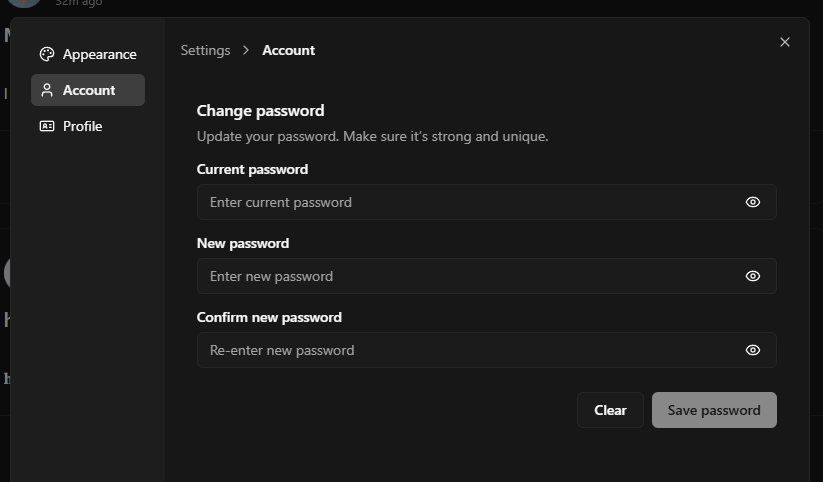 32m ago
Appearance
Account
Profile
Settings > Account
Change password
Update your password. Make sure it's strong and unique.
Current password
Enter current password
New password
Enter new password
Confirm new password
Re-enter new password
Clear
Save password